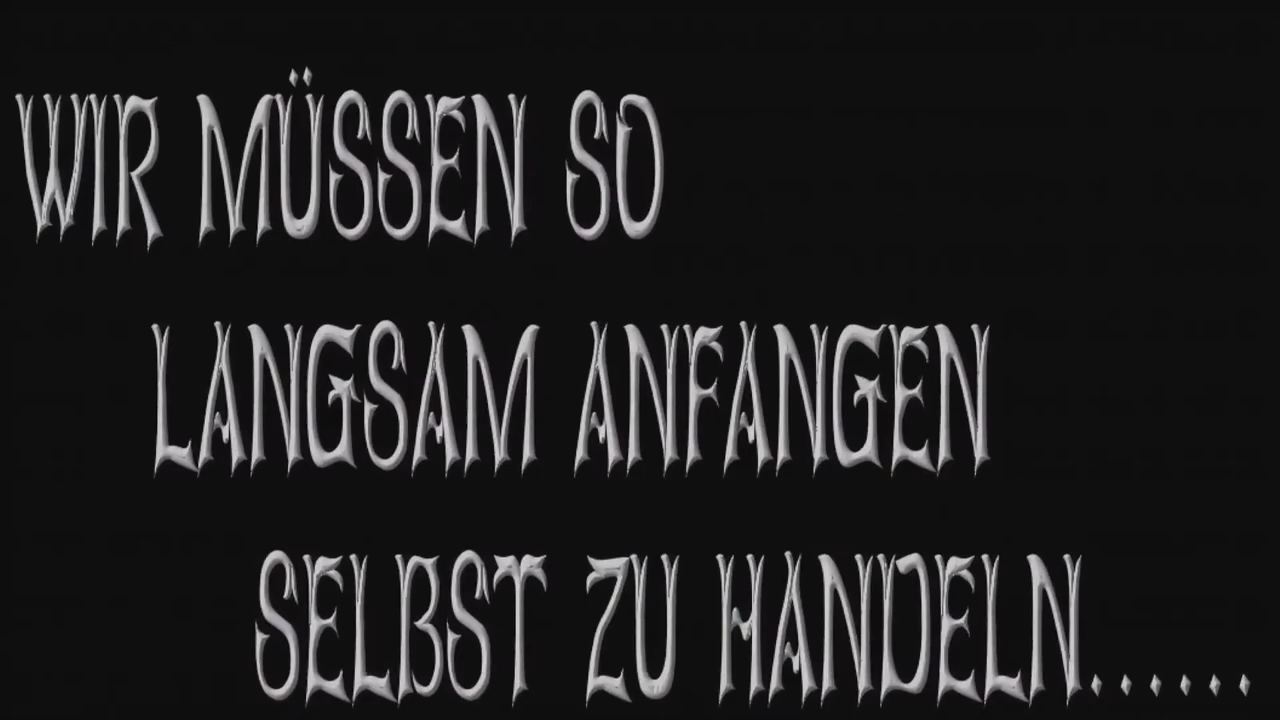 WIR MÜSSEN SO
LANGSAM ANFANGEN
SELBST ZU HANDELN......